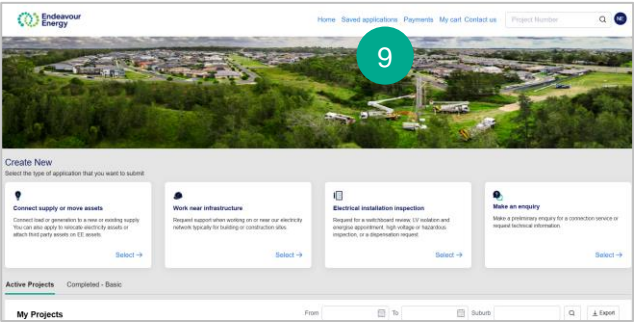 Endeavour
Energy
Home Saved applications Payments My cart Contact us Project Number NE
9
Create New
Select the type of application that you want to submit
Connect supply or move assets
Connect load or generation to a new or existing supply
You can also apply to relocate electricity assets or
attach third party assets on EE assets
Select →
Work near infrastructure
Request support when working on or near our electricity
network typically for building or construction sites
Select →
Electrical installation inspection
Request for a switchboard review, LV isolation and
energise appointment, high voltage or hazardous
inspection, or a dispensation request
Select →
Make an enquiry
Make a preliminary enquiry for a connection service or
request technical information.
Select →
Active Projects Completed - Basic
My Projects From To Suburb Export